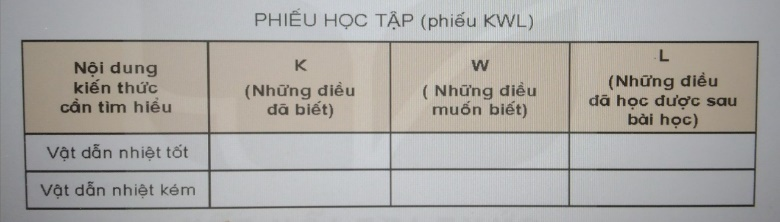 PHIẾU HỌC TẬP (phiếu KWL)
Nội dung
kiến thức
cần tìm hiểu
K
(Những điều
đã biết)
W
( Những điều
muốn biết)
L
(Những điều
đã học được sau
bài học)
Vật dẫn nhiệt tốt
Vật dẫn nhiệt kém